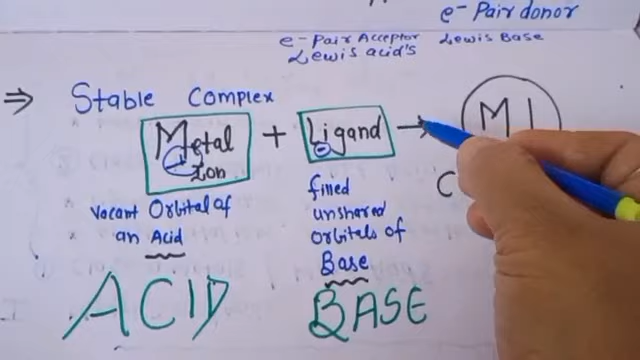 e- Pair donor
e- Pair Acceptor Lewis Base
Lewis acid's
⇒ Stable Complex
Metal Ion + Ligand → ML
vacant Orbital of
an Acid
filled
unshared
orbitals of
Base
ACID BASE